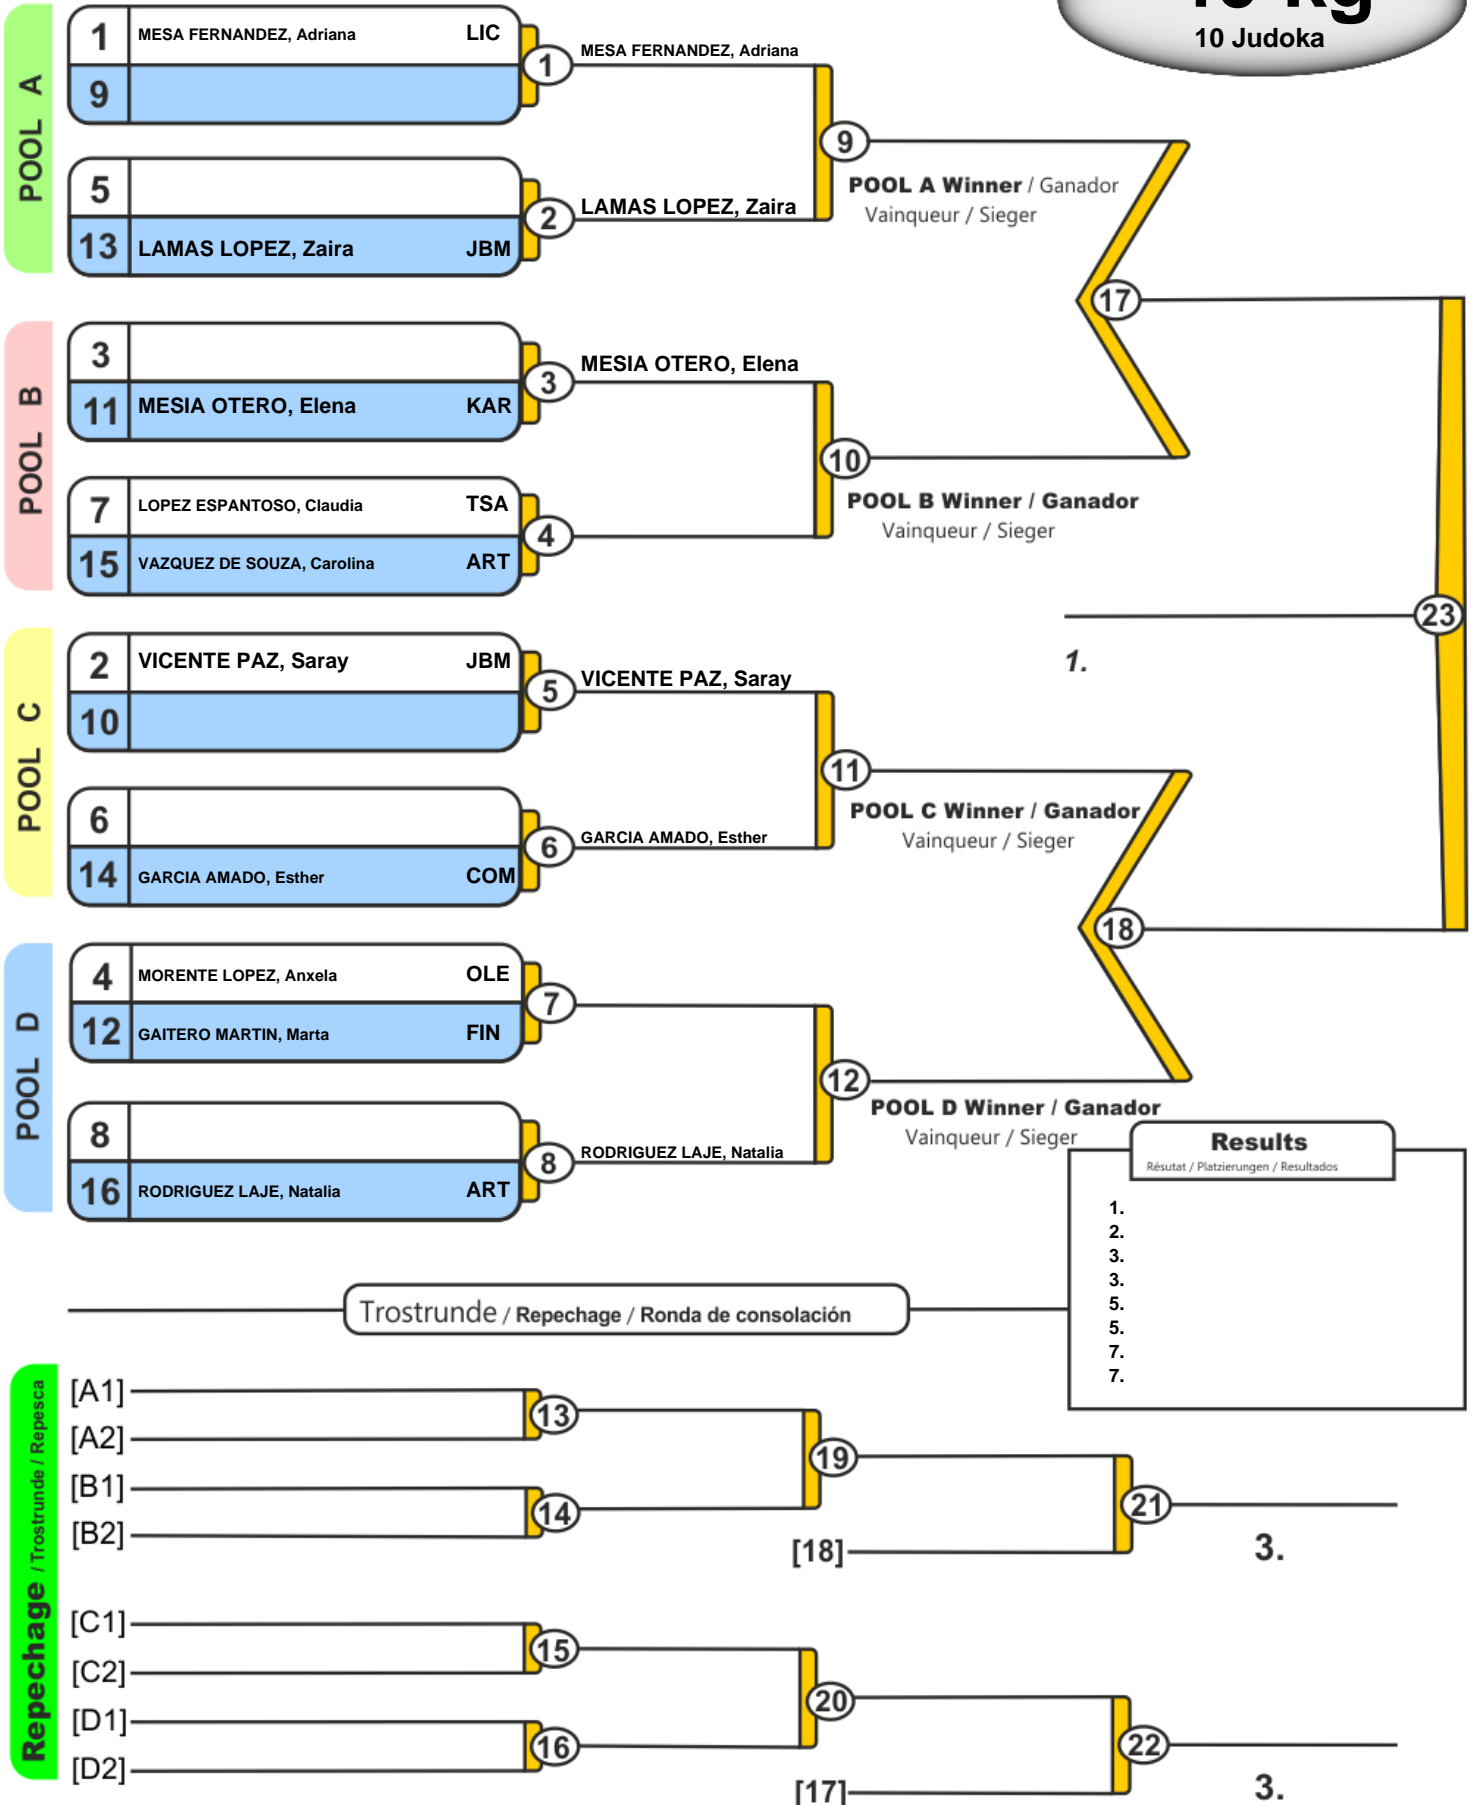 10 Judoka
POOL A
1 MESA FERNANDEZ, Adriana LIC
9
1 MESA FERNANDEZ, Adriana
5
13 LAMAS LOPEZ, Zaira JBM
2 LAMAS LOPEZ, Zaira
9
POOL A Winner / Ganador
Vainqueur / Sieger
POOL B
3
11 MESIA OTERO, Elena KAR
3 MESIA OTERO, Elena
7 LOPEZ ESPANTOSO, Claudia TSA
15 VAZQUEZ DE SOUZA, Carolina ART
4
10
POOL B Winner / Ganador
Vainqueur / Sieger
17
POOL C
2 VICENTE PAZ, Saray JBM
10
5 VICENTE PAZ, Saray
6
14 GARCIA AMADO, Esther COM
6 GARCIA AMADO, Esther
11
POOL C Winner / Ganador
Vainqueur / Sieger
POOL D
4 MORENTE LOPEZ, Anxela OLE
12 GAITERO MARTIN, Marta FIN
7
8
16 RODRIGUEZ LAJE, Natalia ART
8 RODRIGUEZ LAJE, Natalia
12
POOL D Winner / Ganador
Vainqueur / Sieger
18
23
1.
Results
Résutat / Platzierungen / Resultados
1.
2.
3.
3.
5.
5.
7.
7.
Trostrunde / Repechage / Ronda de consolación
Repechage / Trostrunde / Repesca
[A1]
[A2]
13
[B1]
[B2]
14
19
[18]
21
3.
[C1]
[C2]
15
[D1]
[D2]
16
20
[17]
22
3.